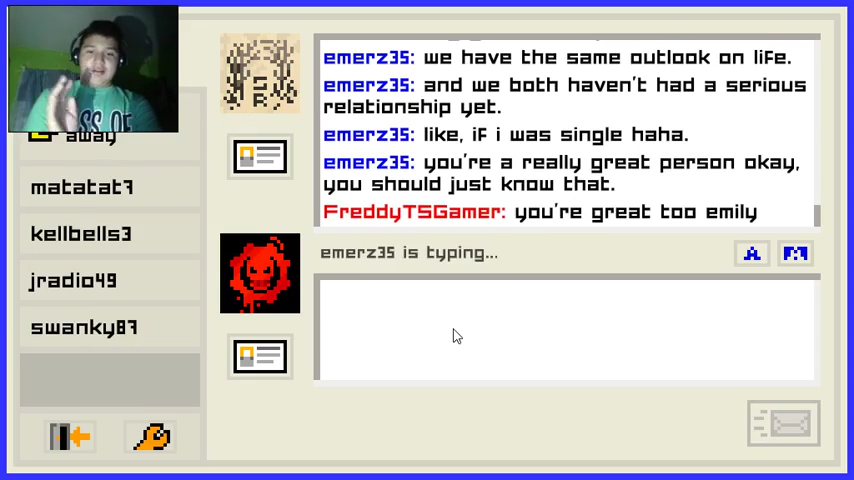 CLASS OF
away
matatat7
kellbells3
jradio49
swanky87
emerz35: we have the same outlook on life.
emerz35: and we both haven't had a serious
relationship yet.
emerz35: like, if i was single haha.
emerz35: you're a really great person okay,
you should just know that.
FreddyTSGamer: you're great too emily
emerz35 is typing...